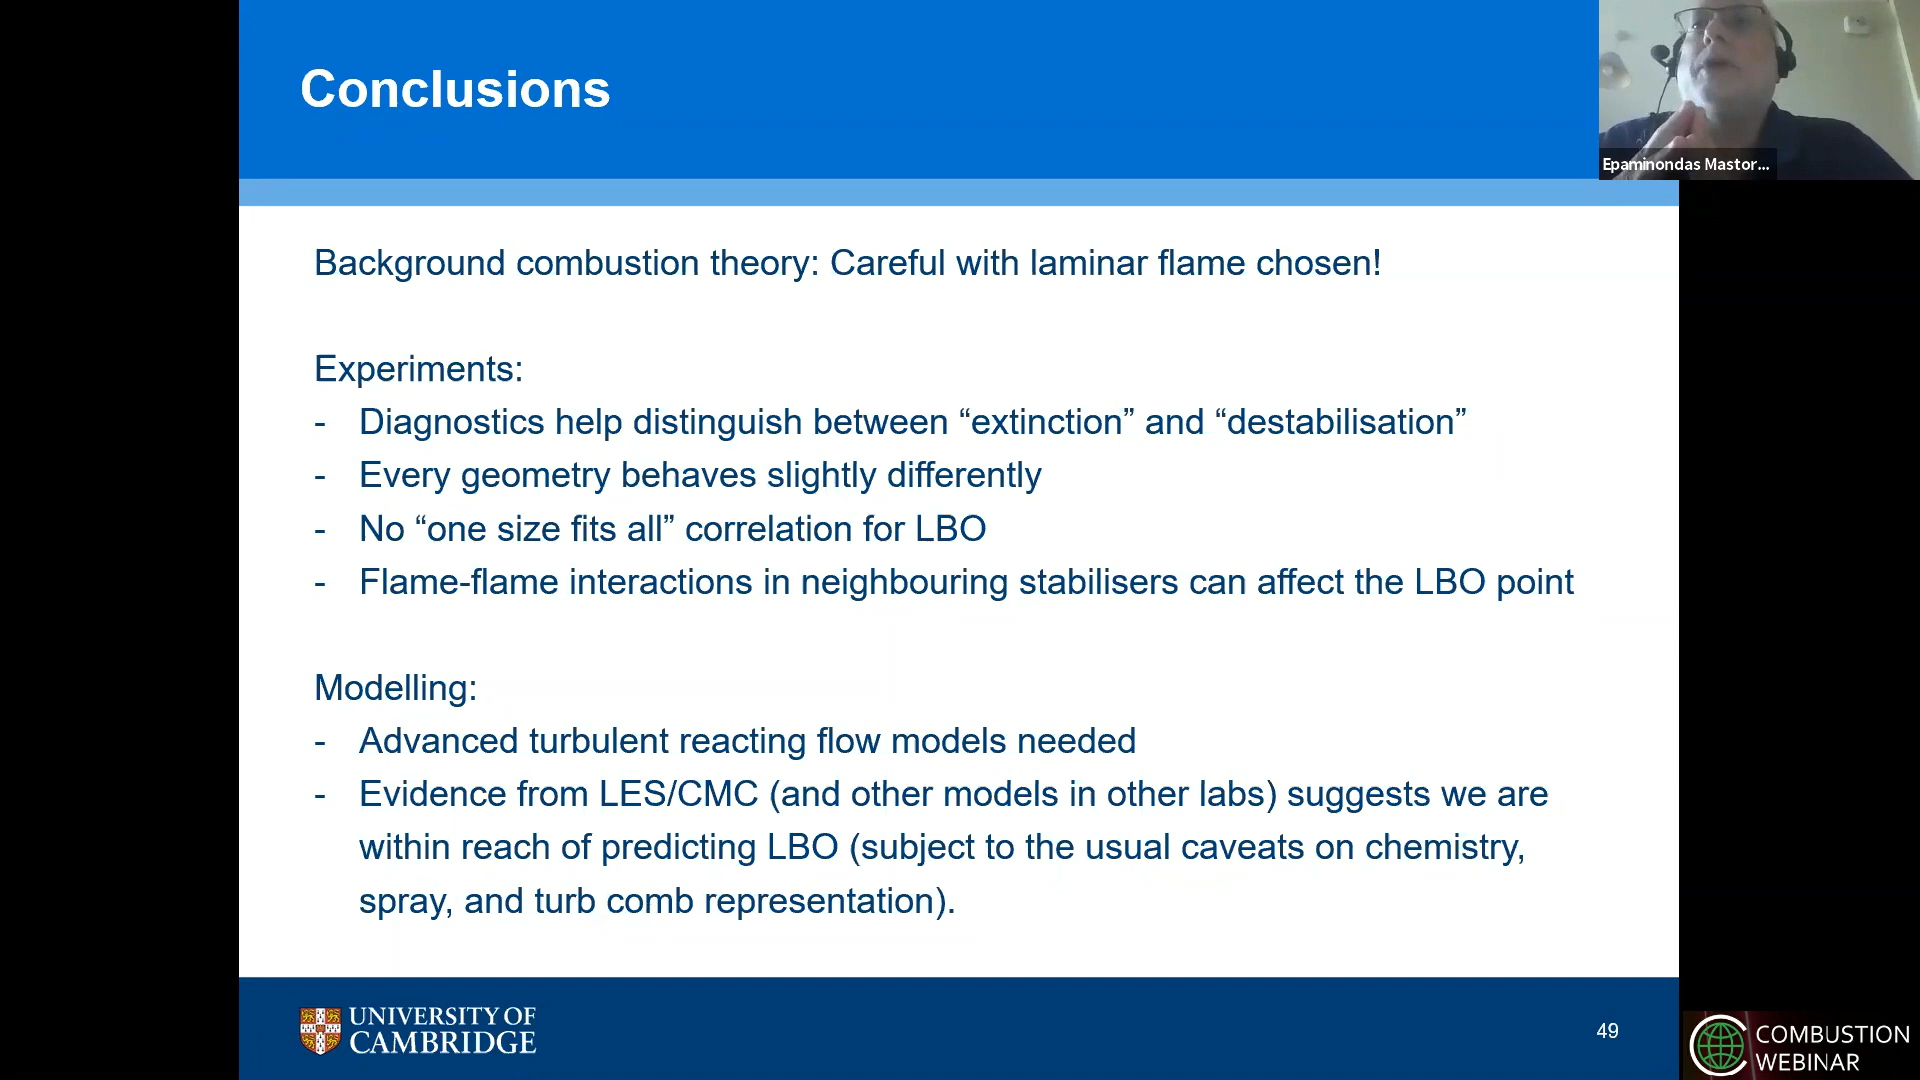 Conclusions
Epaminondas Mastor...
Background combustion theory: Careful with laminar flame chosen!
Experiments:
- Diagnostics help distinguish between “extinction” and “destabilisation”
- Every geometry behaves slightly differently
- No “one size fits all” correlation for LBO
- Flame-flame interactions in neighbouring stabilisers can affect the LBO point
Modelling:
- Advanced turbulent reacting flow models needed
- Evidence from LES/CMC (and other models in other labs) suggests we are
within reach of predicting LBO (subject to the usual caveats on chemistry,
spray, and turb comb representation).
UNIVERSITY OF
CAMBRIDGE
49
COMBUSTION
WEBINAR